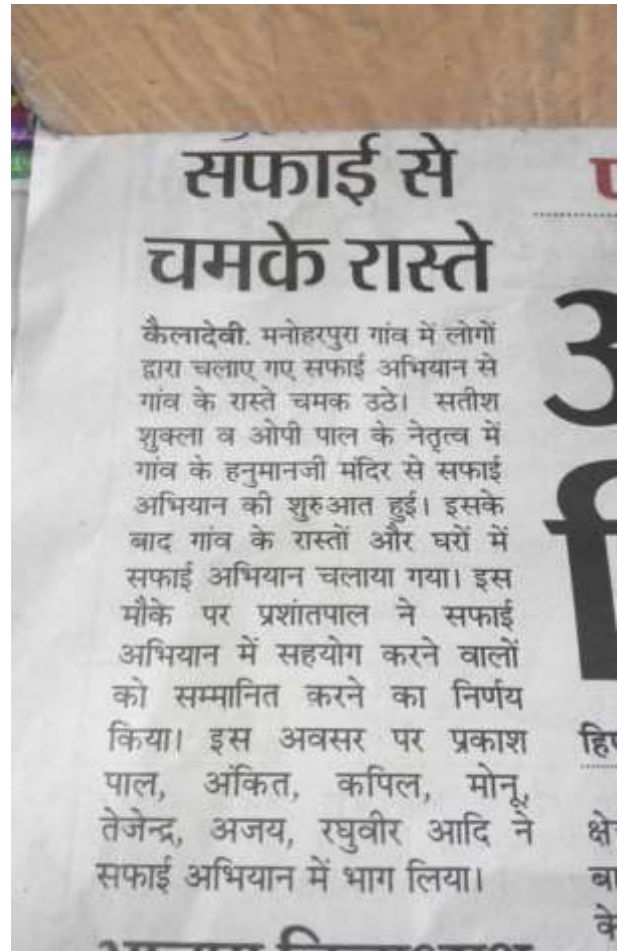 सफाई से
चमके रास्ते
कैलादेवी. मनोहरपुरा गांव में लोगों
द्वारा चलाए गए सफाई अभियान से
गांव के रास्ते चमक उठे। सतीश
शुक्ला व ओपी पाल के नेतृत्व में
गांव के हनुमानजी मंदिर से सफाई
अभियान की शुरुआत हुई। इसके
बाद गांव के रास्तों और घरों में
सफाई अभियान चलाया गया। इस
मौके पर प्रशांतपाल ने सफाई
अभियान में सहयोग करने वालों
को सम्मानित करने का निर्णय
किया। इस अवसर पर प्रकाश
पाल, अंकित, कपिल, मोनू,
तेजेन्द्र, अजय, रघुवीर आदि ने
सफाई अभियान में भाग लिया।